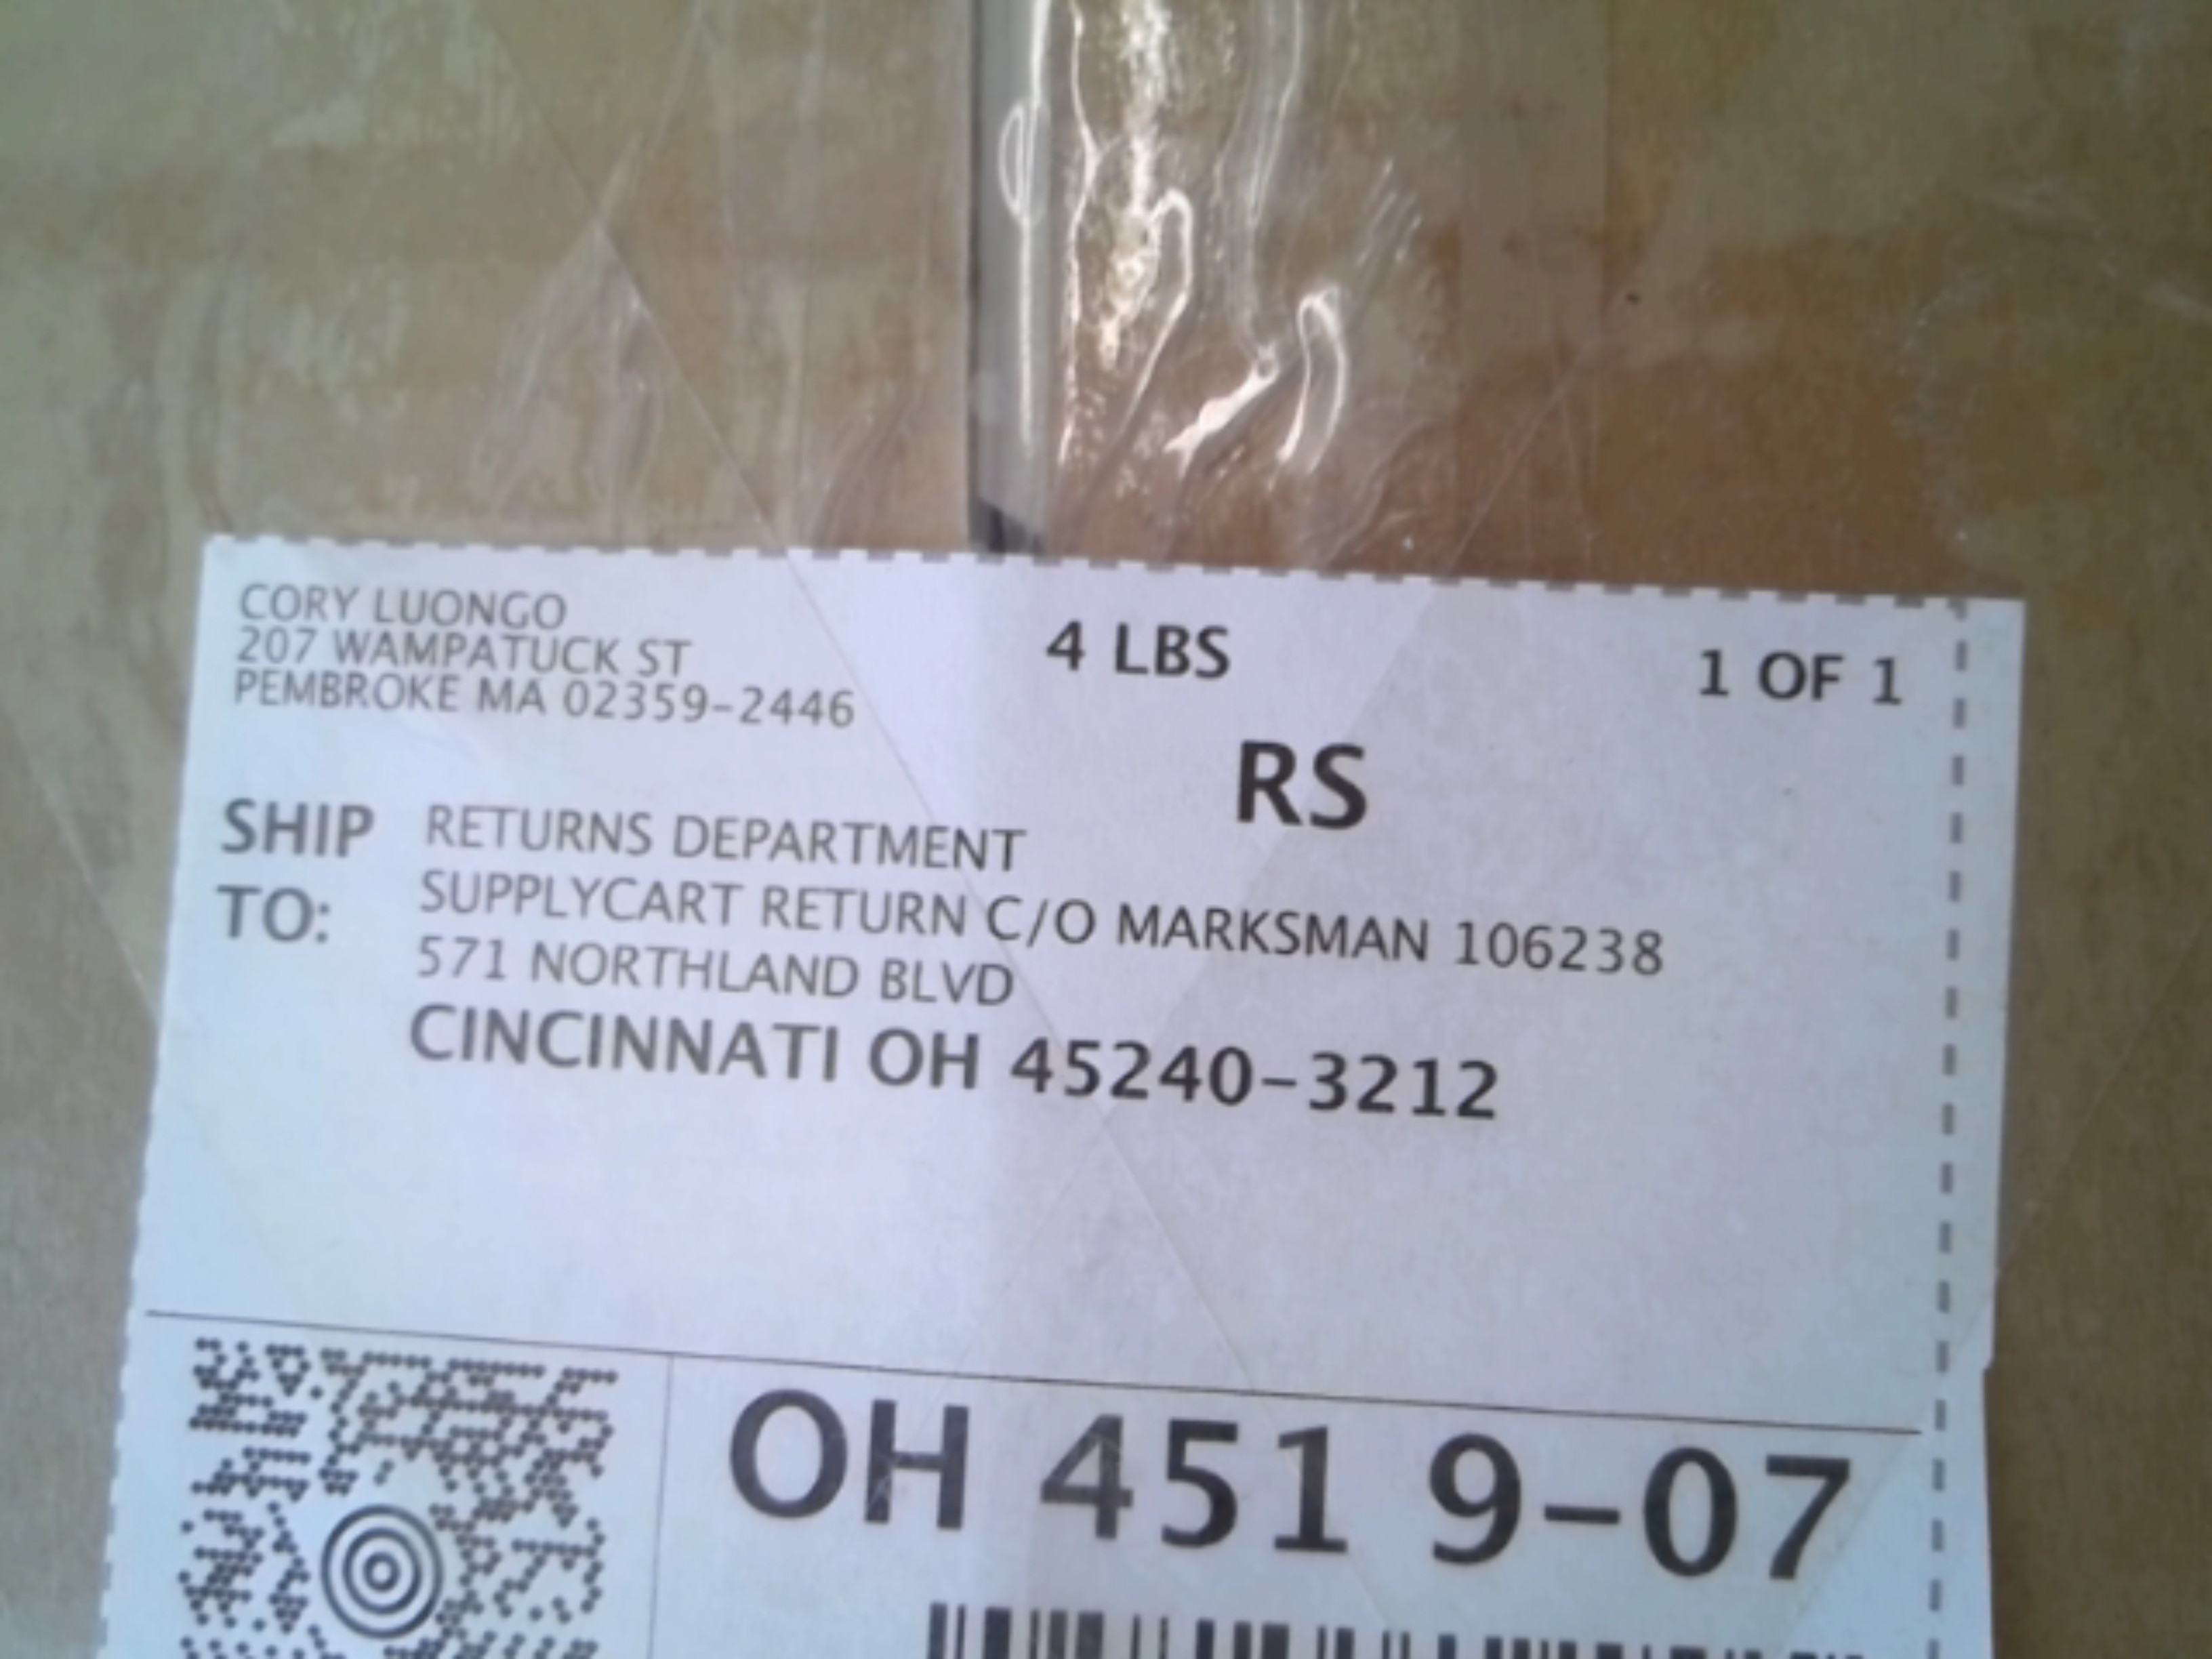 CORY LUONGO
207 WAMPATUCK ST
PEMBROKE MA 02359-2446
4 LBS
1 OF 1
RS
SHIP TO:
RETURNS DEPARTMENT
SUPPLYCART RETURN C/O MARKSMAN 106238
571 NORTHLAND BLVD
CINCINNATI OH 45240-3212
OH 451 9-07